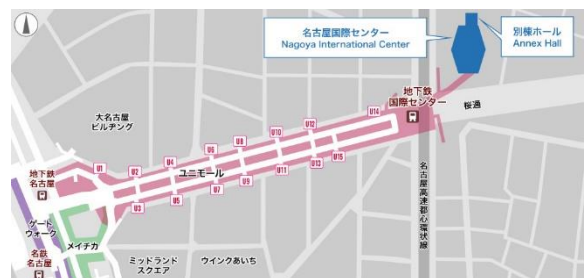 名古屋国際センター
Nagoya International Center
別棟ホール
Annex Hall
地下鉄
国際センター
桜通
大名古屋
ビルヂング
U14
U12
U10
U8
U6
U4
U2
U1
ユニモール
U15
U13
U11
U9
U7
U5
U3
地下鉄
名古屋
ゲート
ウォーク
メイチカ
名鉄
名古屋
ミッドランド
スクエア
ウインクあいち
名古屋高速都心環状線